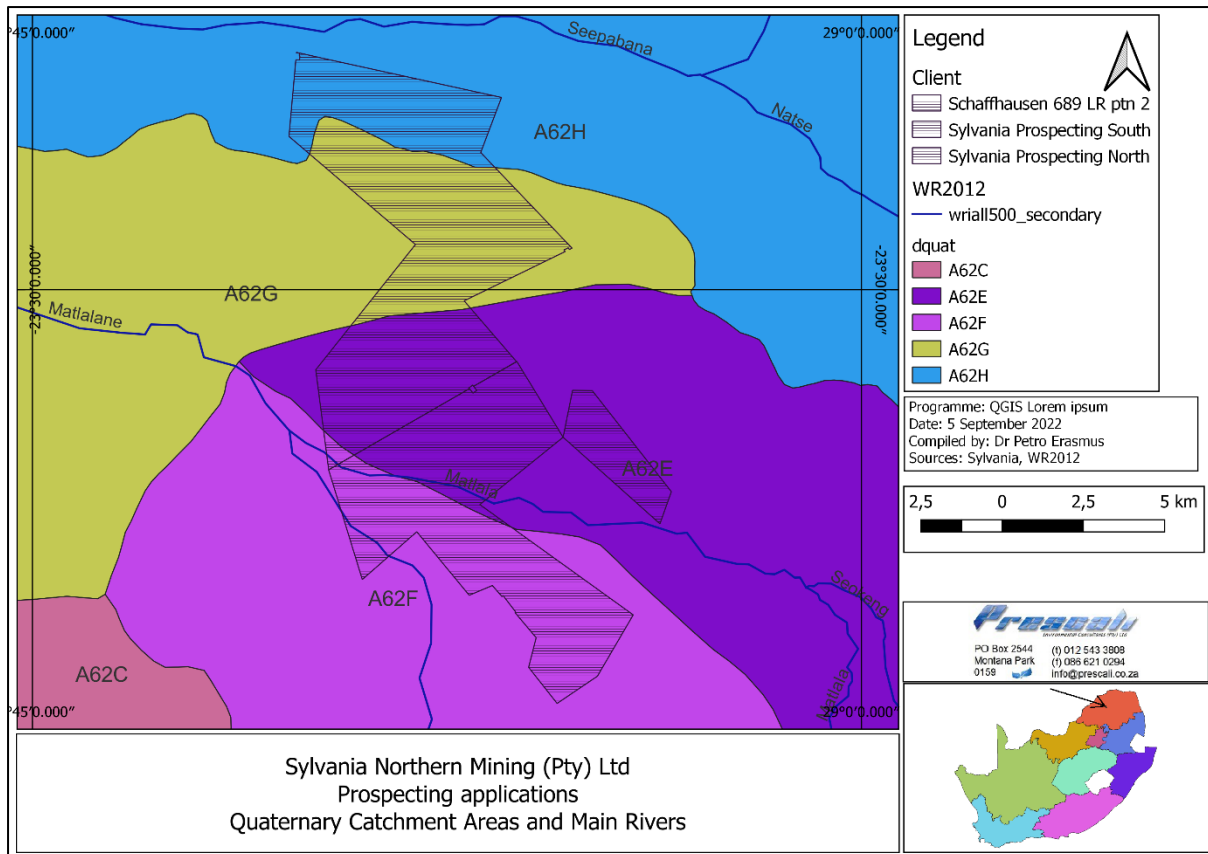 °45'0.000"
29°0'0.000"
Seepabana
Natse
A62H
A62G
-23°30'0.000"
-23°30'0.000"
Matlalane
A62E
Matlala
A62F
Senkeng
A62C
Matlala
°45'0.000"
29°0'0.000"
Legend
Client
Schaffhausen 689 LR ptn 2
Sylvania Prospecting South
Sylvania Prospecting North
WR2012
wriall500_secondary
dquat
A62C
A62E
A62F
A62G
A62H
Programme: QGIS Lorem ipsum
Date: 5 September 2022
Compiled by: Dr Petro Erasmus
Sources: Sylvania, WR2012
2,5 0 2,5 5 km
Prescali
Environmental Consultants (Pty) Ltd
PO Box 2544 (t) 012 543 3808
Montana Park (f) 086 621 0294
0159 info@prescali.co.za
Sylvania Northern Mining (Pty) Ltd
Prospecting applications
Quaternary Catchment Areas and Main Rivers